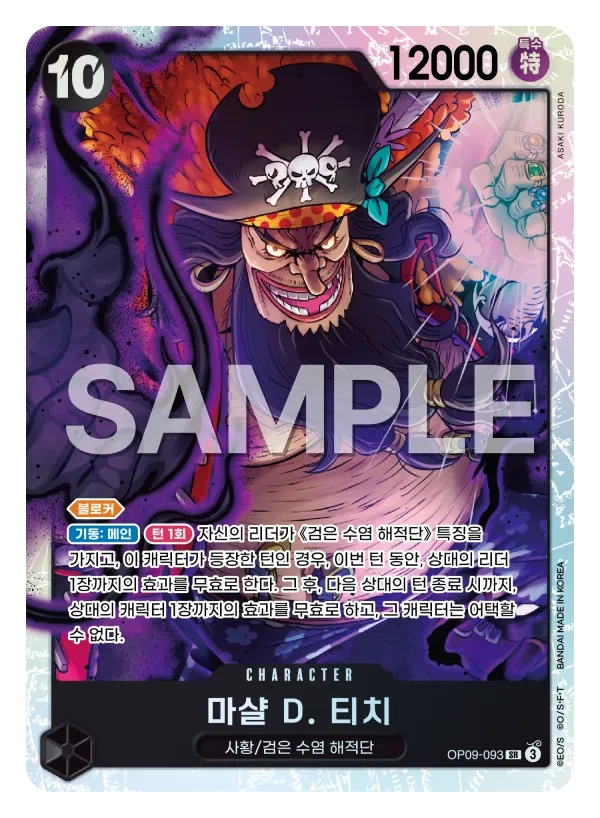 10
12000
특수
特
ASAKI KURODA
SAMPLE
블로커
기동: 메인 턴 1회 자신의 리더가 《검은 수염 해적단》 특징을
가지고, 이 캐릭터가 등장한 턴인 경우, 이번 턴 동안, 상대의 리더
1장까지의 효과를 무효로 한다. 그 후, 다음 상대의 턴 종료 시까지,
상대의 캐릭터 1장까지의 효과를 무효로 하고, 그 캐릭터는 어택할
수 없다.
CHARACTER
마샬 D. 티치
사황/검은 수염 해적단
OP09-093 SR 3
©EO/S ©O/S·F·T BANDAI MADE IN KOREA